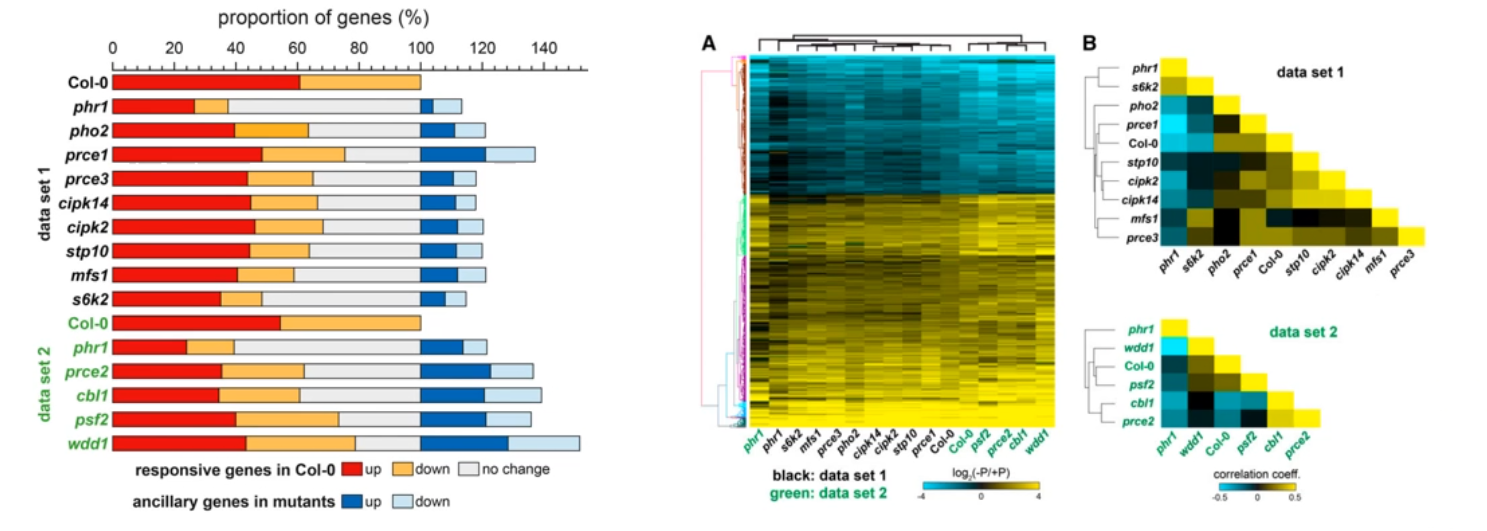 proportion of genes (%)
0 20 40 60 80 100 120 140
Col-0
phr1
pho2
prce1
prce3
cipk14
cipk2
stp10
mfs1
s6k2
data set 1
Col-0
phr1
prce2
cbl1
psf2
wdd1
data set 2
responsive genes in Col-0 up down no change
ancillary genes in mutants up down
A
phr1 phr1 s6k2 mfs1 prce3 pho2 cipk14 cipk2 stp10 prce1 Col-0 Col-0 psf2 prce2 cbl1 wdd1
black: data set 1
green: data set 2
log2(-P/+P)
-4 0 4
B
data set 1
phr1
s6k2
pho2
prce1
Col-0
stp10
cipk2
cipk14
mfs1
prce3
phr1 s6k2 pho2 prce1 Col-0 stp10 cipk2 cipk14 mfs1 prce3
data set 2
phr1
wdd1
Col-0
psf2
cbl1
prce2
phr1 wdd1 Col-0 psf2 cbl1 prce2
correlation coeff.
-0.5 0 0.5